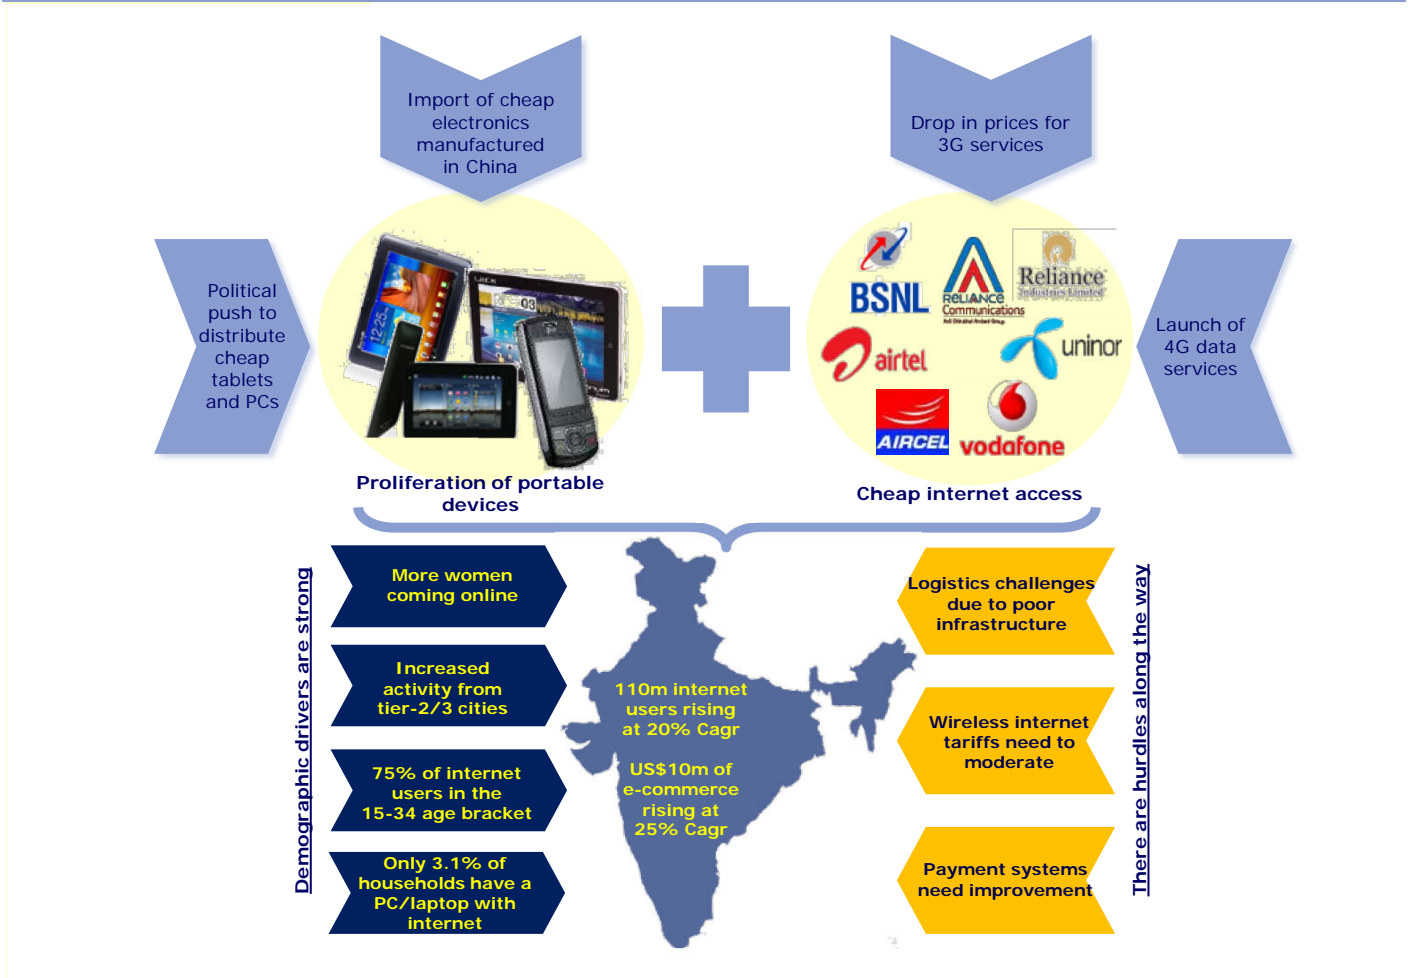 Import of cheap
electronics
manufactured
in China
Drop in prices for
3G services
Political
push to
distribute
cheap
tablets
and PCs
12:25
03
BSNL
RELIANCE
Communications
Reliance
Industries Limited
airtel
uninor
AIRCEL
vodafone
Launch of
4G data
services
Proliferation of portable
devices
Cheap internet access
Demographic drivers are strong
More women
coming online
Increased
activity from
tier-2/3 cities
75% of internet
users in the
15-34 age bracket
Only 3.1% of
households have a
PC/laptop with
internet
110m internet
users rising
at 20% Cagr
US$10m of
e-commerce
rising at
25% Cagr
Logistics challenges
due to poor
infrastructure
Wireless internet
tariffs need to
moderate
Payment systems
need improvement
There are hurdles along the way